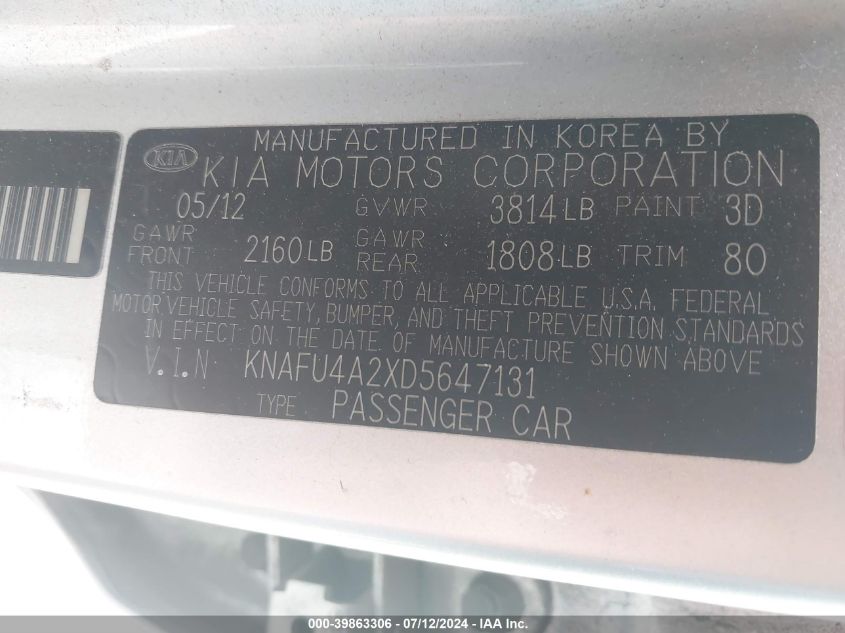 MANUFACTURED IN KOREA BY
KIA KIA MOTORS CORPORATION
05/12 GVWR 3814 LB PAINT 3D
GAWR FRONT 2160 LB GAWR REAR 1808 LB TRIM 80
THIS VEHICLE CONFORMS TO ALL APPLICABLE U.S.A. FEDERAL
MOTOR VEHICLE SAFETY, BUMPER, AND THEFT PREVENTION STANDARDS
IN EFFECT ON THE DATE OF MANUFACTURE SHOWN ABOVE
V.I.N KNAFU4A2XD5647131
TYPE PASSENGER CAR
000-39863306 - 07/12/2024 - IAA Inc.